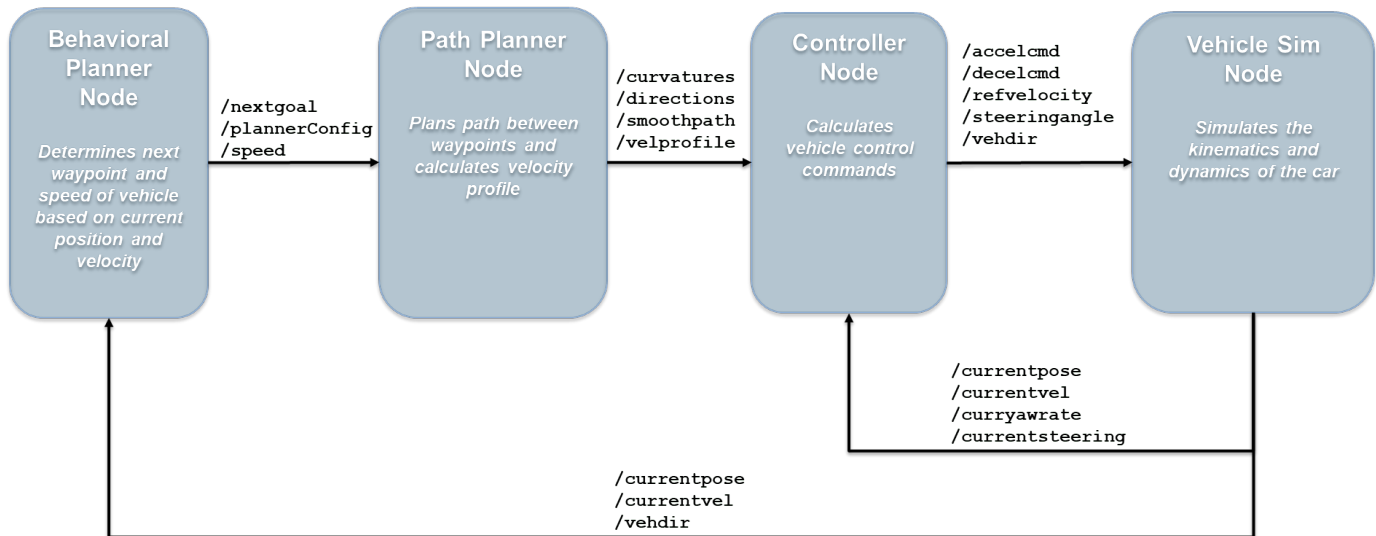 Behavioral
Planner
Node
Determines next
waypoint and
speed of vehicle
based on current
position and
velocity
/nextgoal
/plannerConfig
/speed
Path Planner
Node
Plans path between
waypoints and
calculates velocity
profile
/curvatures
/directions
/smoothpath
/velprofile
Controller
Node
Calculates
vehicle control
commands
/accelcmd
/decelcmd
/refvelocity
/steeringangle
/vehdir
Vehicle Sim
Node
Simulates the
kinematics and
dynamics of the car
/currentpose
/currentvel
/curryawrate
/currentsteering
/currentpose
/currentvel
/vehdir